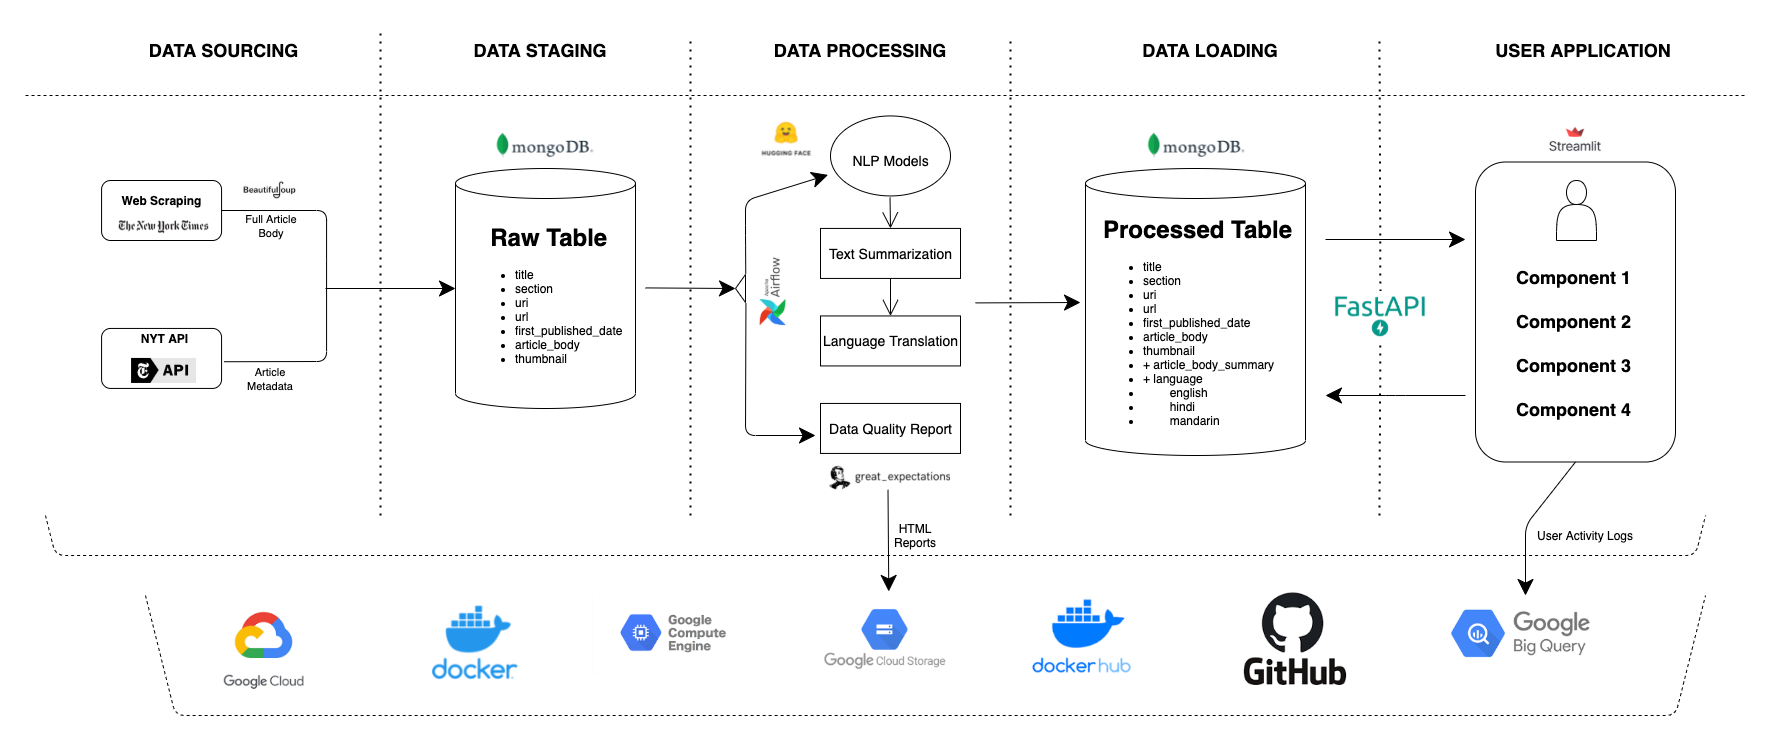 DATA SOURCING
DATA STAGING
DATA PROCESSING
DATA LOADING
USER APPLICATION
Web Scraping
The New York Times
BeautifulSoup
Full Article
Body
NYT API
API
Article
Metadata
mongoDB.
Raw Table
title
section
uri
url
first_published_date
article_body
thumbnail
HUGGING FACE
NLP Models
Text Summarization
Language Translation
Apache
Airflow
Data Quality Report
great_expectations
HTML
Reports
mongoDB.
Processed Table
title
section
uri
url
first_published_date
article_body
thumbnail
+ article_body_summary
+ language
english
hindi
mandarin
FastAPI
Streamlit
Component 1
Component 2
Component 3
Component 4
User Activity Logs
Google Cloud
docker
Google
Compute
Engine
Google Cloud Storage
docker hub
GitHub
Google
Big Query